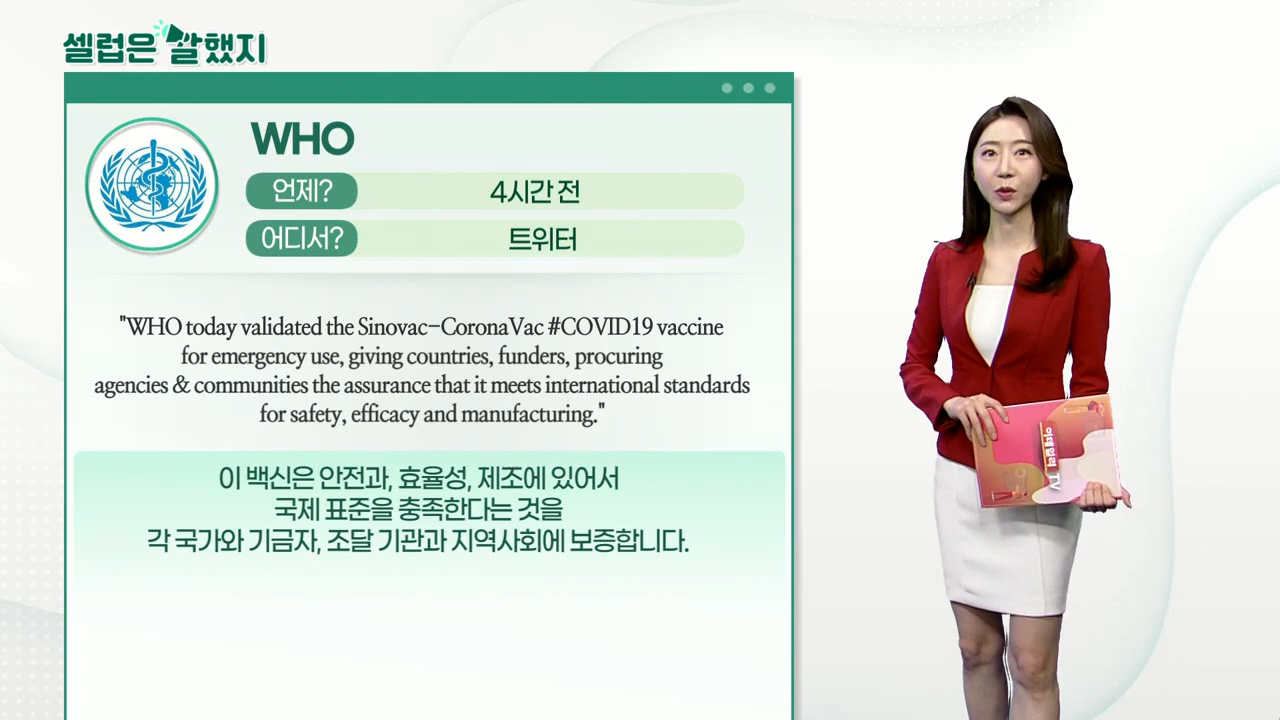 셀럽은 말했지
WHO
언제?
4시간 전
어디서?
트위터
"WHO today validated the Sinovac-CoronaVac #COVID19 vaccine
for emergency use, giving countries, funders, procuring
agencies & communities the assurance that it meets international standards
for safety, efficacy and manufacturing."
이 백신은 안전과, 효율성, 제조에 있어서
국제 표준을 충족한다는 것을
각 국가와 기금자, 조달 기관과 지역사회에 보증합니다.
이데일리 TV